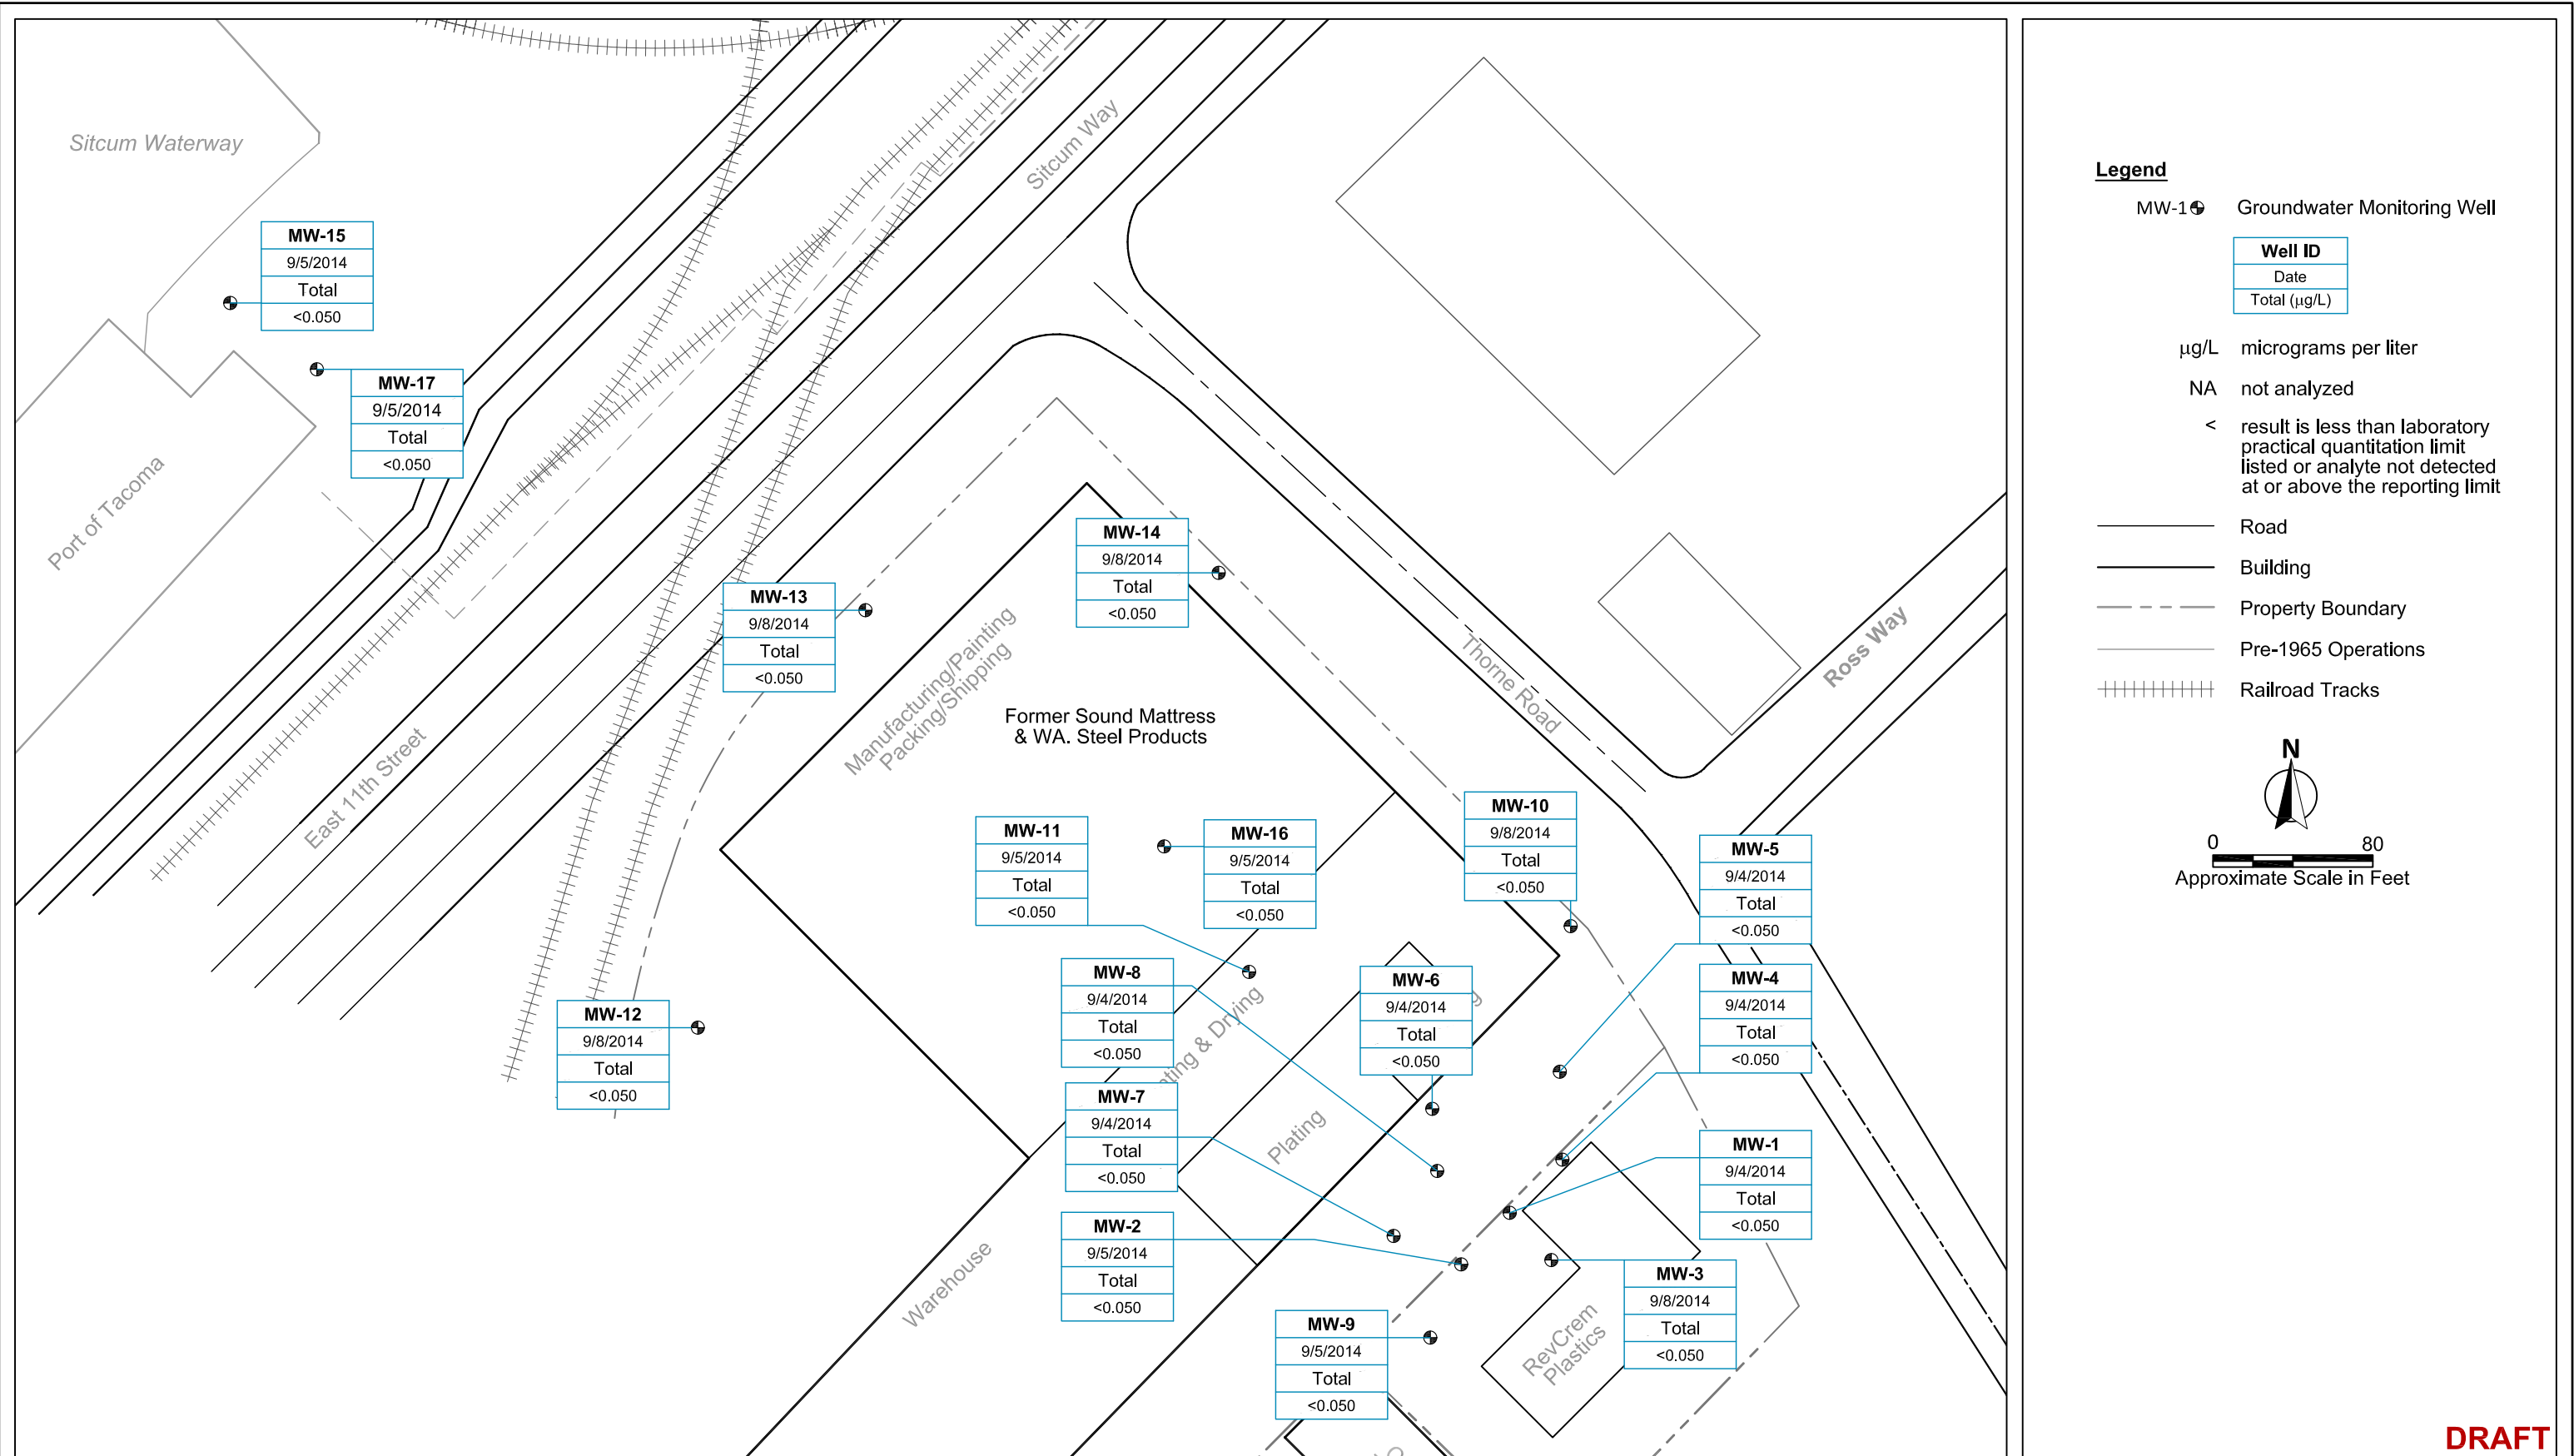 Sitcum Waterway
Sitcum Way
MW-15
9/5/2014
Total
<0.050
MW-17
9/5/2014
Total
<0.050
Port of Tacoma
East 11th Street
MW-13
9/8/2014
Total
<0.050
MW-14
9/8/2014
Total
<0.050
Manufacturing/Painting
Packing/Shipping
Former Sound Mattress
& WA. Steel Products
Thorne Road
Ross Way
MW-10
9/8/2014
Total
<0.050
MW-11
9/5/2014
Total
<0.050
MW-16
9/5/2014
Total
<0.050
MW-5
9/4/2014
Total
<0.050
MW-8
9/4/2014
Total
<0.050
MW-6
9/4/2014
Total
<0.050
MW-4
9/4/2014
Total
<0.050
MW-12
9/8/2014
Total
<0.050
& Drying
MW-7
9/4/2014
Total
<0.050
Plating
MW-1
9/4/2014
Total
<0.050
MW-2
9/5/2014
Total
<0.050
Warehouse
MW-3
9/8/2014
Total
<0.050
MW-9
9/5/2014
Total
<0.050
RevCrem
Plastics
Legend
MW-1 Groundwater Monitoring Well
Well ID
Date
Total (µg/L)
µg/L micrograms per liter
NA not analyzed
< result is less than laboratory
practical quantitation limit
listed or analyte not detected
at or above the reporting limit
Road
Building
Property Boundary
Pre-1965 Operations
Railroad Tracks
N
0 80
Approximate Scale in Feet
DRAFT